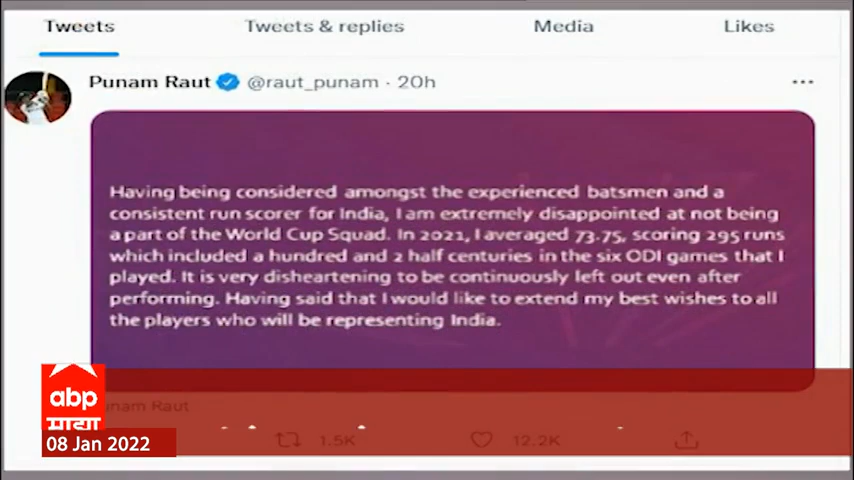 Tweets
Tweets & replies
Media
Likes
Punam Raut @raut_punam · 20h
Having being considered amongst the experienced batsmen and a
consistent run scorer for India, I am extremely disappointed at not being
a part of the World Cup Squad. In 2021, I averaged 73.75, scoring 295 runs
which included a hundred and 2 half centuries in the six ODI games that I
played. It is very disheartening to be continuously left out even after
performing. Having said that I would like to extend my best wishes to all
the players who will be representing India.
abp
माझा
Raut
1.5K
12.2K
08 Jan 2022